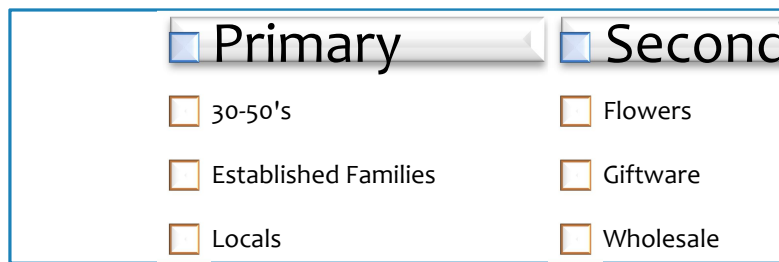 Primary
30-50's
Established Families
Locals
Flowers
Giftware
Wholesale